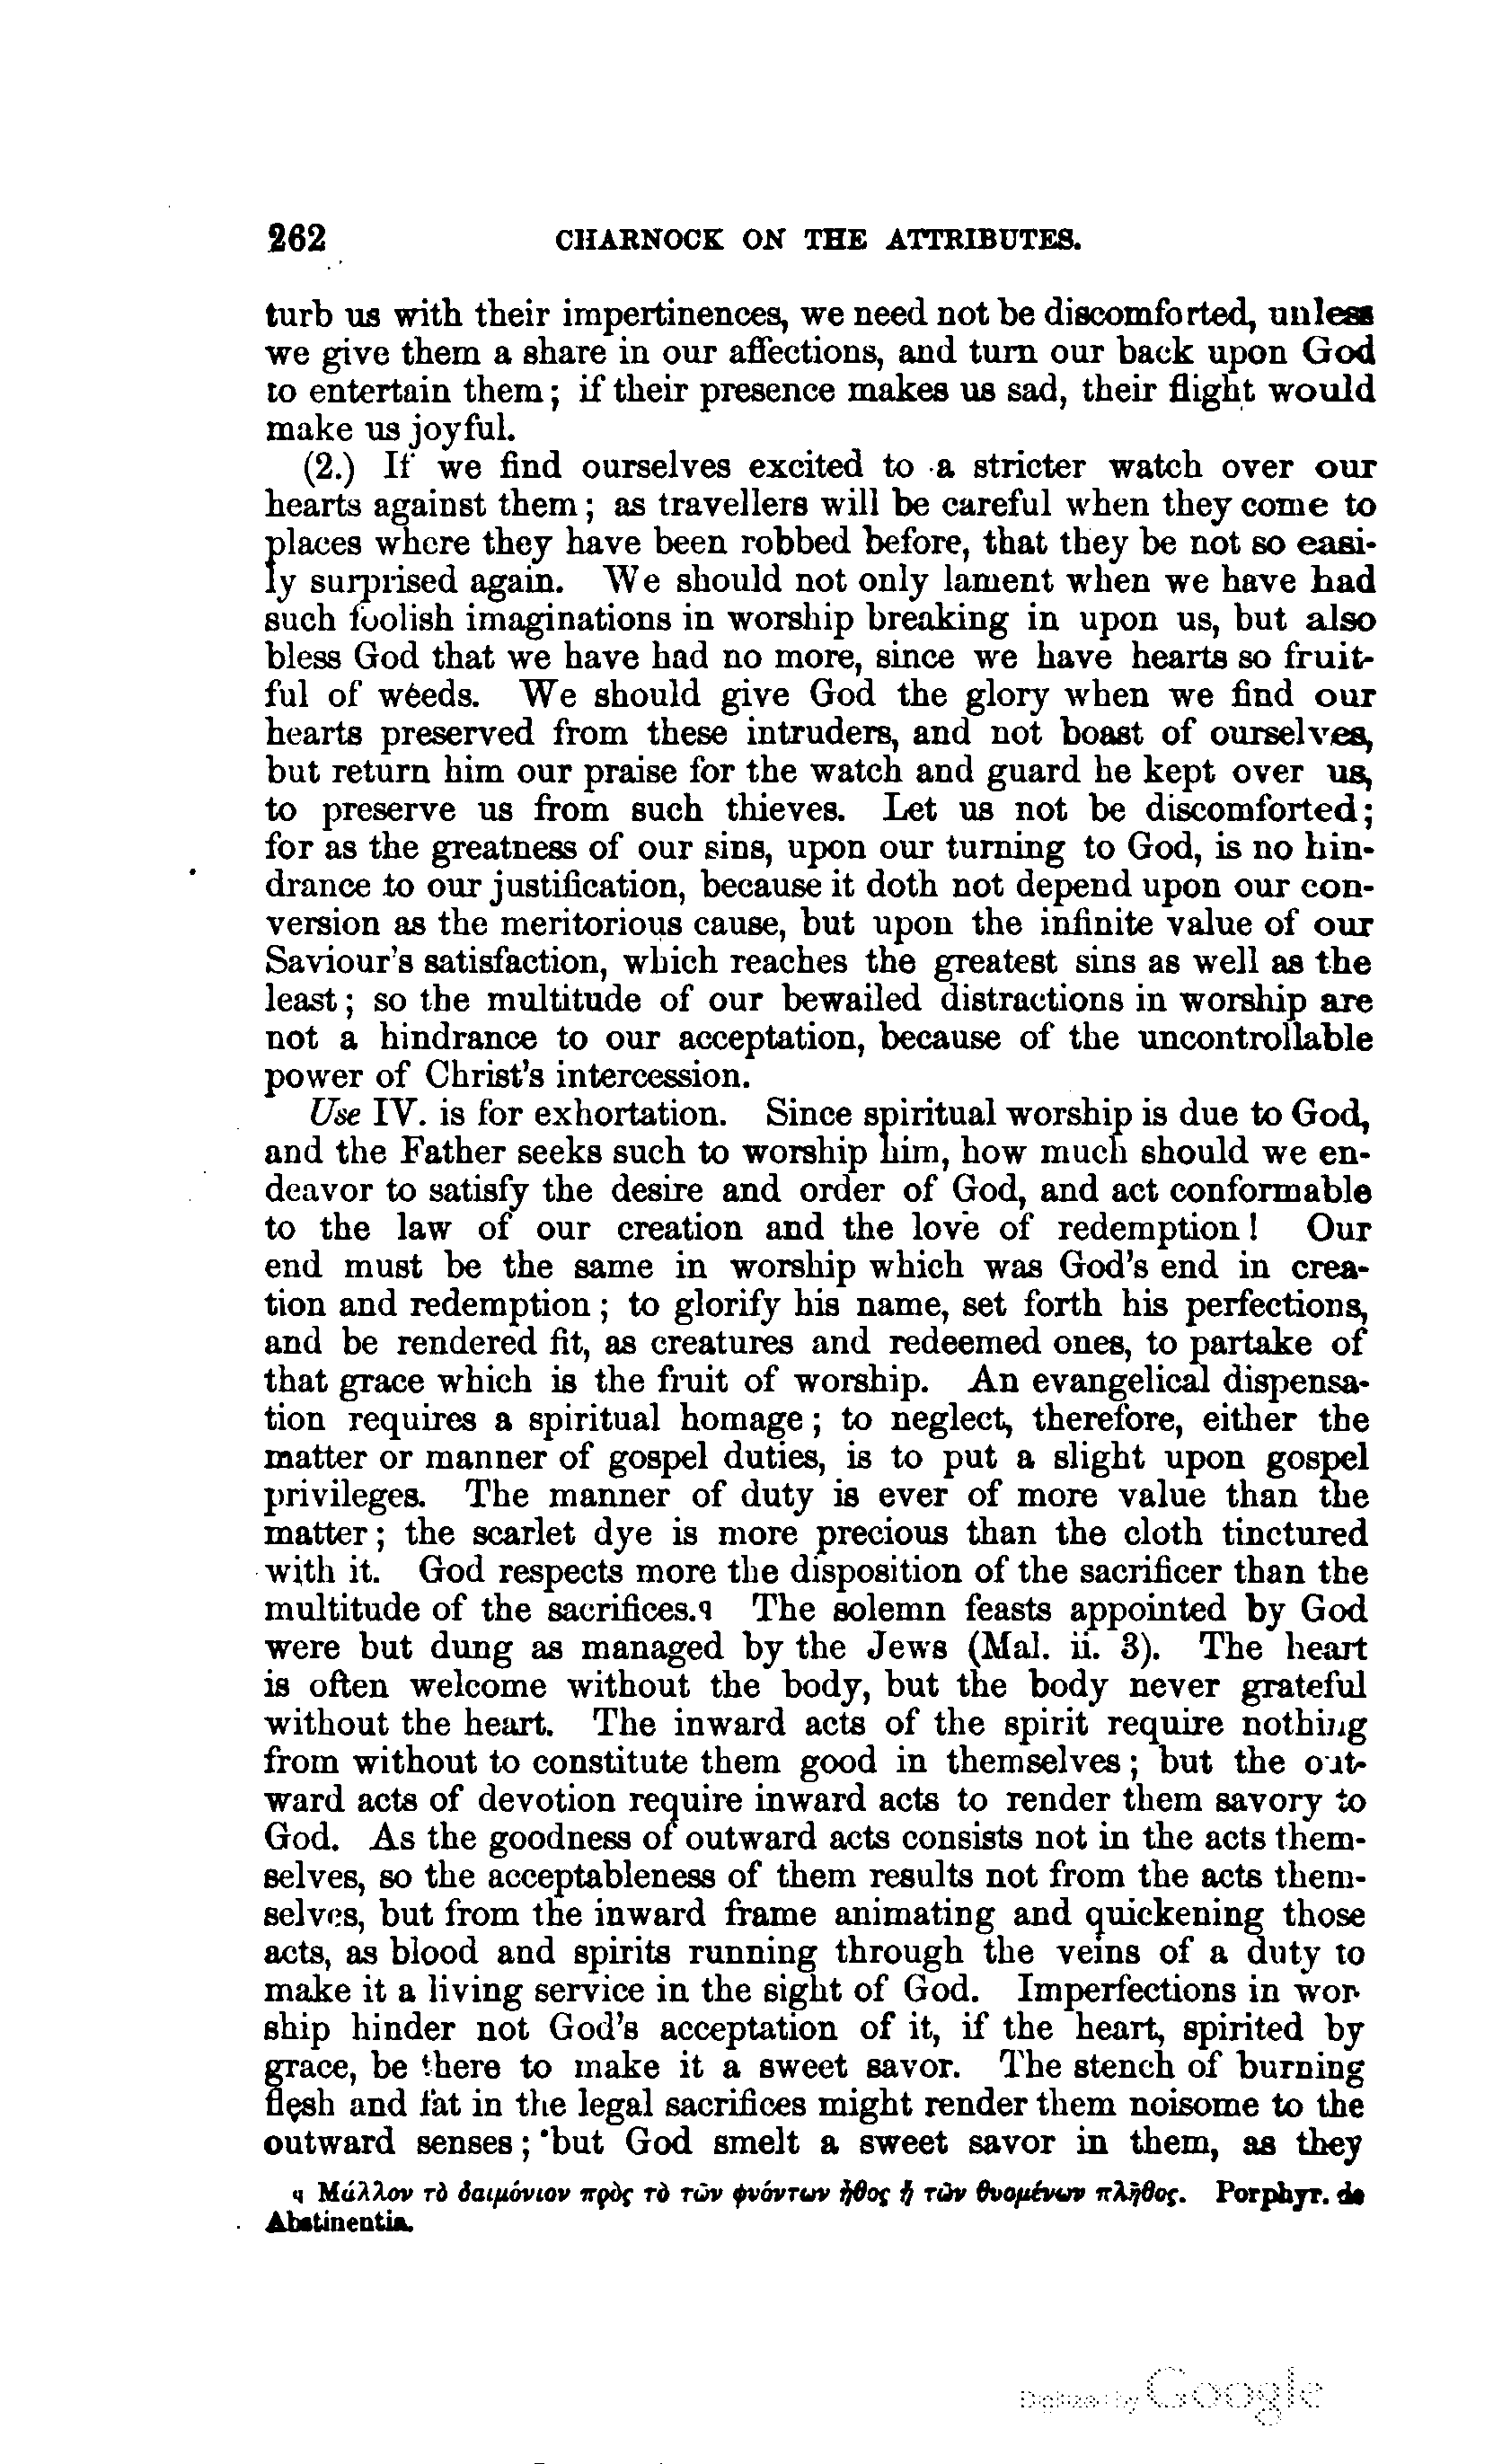 262 CHARNOCK ON THE ATTRIBUTES.
turb us with their impertinences, we need not be discomforted, unless
we give them a share in our affections, and turn our back upon God
to entertain them; if their presence makes us sad, their flight would
make us joyful.
(2.) If we find ourselves excited to a stricter watch over our
hearts against them; as travellers will be careful when they come to
places where they have been robbed before, that they be not so easi-
ly surprised again. We should not only lament when we have had
such foolish imaginations in worship breaking in upon us, but also
bless God that we have had no more, since we have hearts so fruit-
ful of weeds. We should give God the glory when we find our
hearts preserved from these intruders, and not boast of ourselves,
but return him our praise for the watch and guard he kept over us,
to preserve us from such thieves. Let us not be discomforted;
for as the greatness of our sins, upon our turning to God, is no hin-
drance to our justification, because it doth not depend upon our con-
version as the meritorious cause, but upon the infinite value of our
Saviour's satisfaction, which reaches the greatest sins as well as the
least; so the multitude of our bewailed distractions in worship are
not a hindrance to our acceptation, because of the uncontrollable
power of Christ's intercession.
Use IV. is for exhortation. Since spiritual worship is due to God,
and the Father seeks such to worship him, how much should we en-
deavor to satisfy the desire and order of God, and act conformable
to the law of our creation and the love of redemption! Our
end must be the same in worship which was God's end in crea-
tion and redemption; to glorify his name, set forth his perfections,
and be rendered fit, as creatures and redeemed ones, to partake of
that grace which is the fruit of worship. An evangelical dispensa-
tion requires a spiritual homage; to neglect, therefore, either the
matter or manner of gospel duties, is to put a slight upon gospel
privileges. The manner of duty is ever of more value than the
matter; the scarlet dye is more precious than the cloth tinctured
with it. God respects more the disposition of the sacrificer than the
multitude of the sacrifices.q The solemn feasts appointed by God
were but dung as managed by the Jews (Mal. ii. 3). The heart
is often welcome without the body, but the body never grateful
without the heart. The inward acts of the spirit require nothing
from without to constitute them good in themselves; but the out-
ward acts of devotion require inward acts to render them savory to
God. As the goodness of outward acts consists not in the acts them-
selves, so the acceptableness of them results not from the acts them-
selves, but from the inward frame animating and quickening those
acts, as blood and spirits running through the veins of a duty to
make it a living service in the sight of God. Imperfections in wor-
ship hinder not God's acceptation of it, if the heart, spirited by
grace, be there to make it a sweet savor. The stench of burning
flesh and fat in the legal sacrifices might render them noisome to the
outward senses; but God smelt a sweet savor in them, as they
q Μάλλον τὸ δαιμόνιον πρὸς τὸ τῶν φυόντων ἦθος ἢ τῶν θυομένων πλῆθος. Porphyr. de
Abstinentia.
Digitized by Google